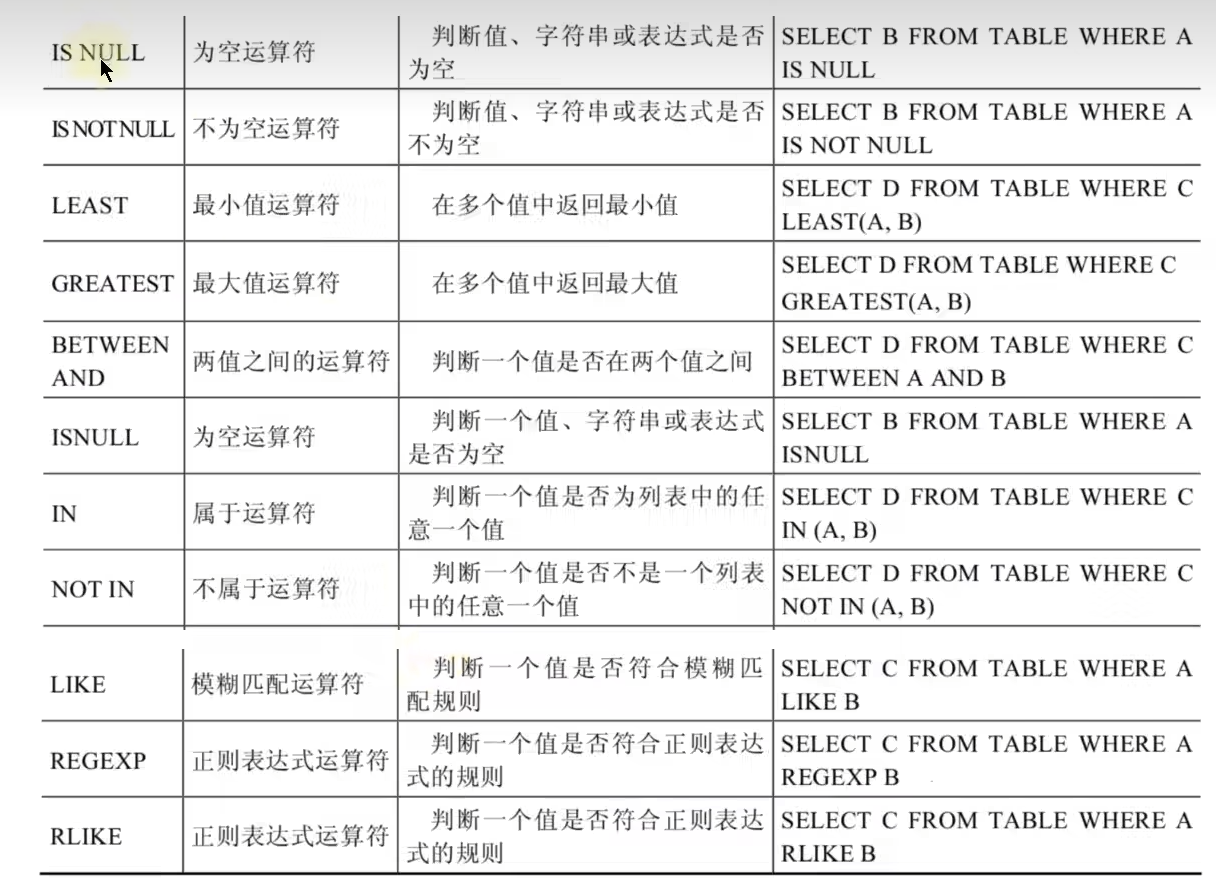 IS NULL 为空运算符 判断值、字符串或表达式是否 SELECT B FROM TABLE WHERE A
为空 IS NULL
IS NOT NULL 不为空运算符 判断值、字符串或表达式是否 SELECT B FROM TABLE WHERE A
不为空 IS NOT NULL
LEAST 最小值运算符 在多个值中返回最小值 SELECT D FROM TABLE WHERE C
LEAST(A, B)
GREATEST 最大值运算符 在多个值中返回最大值 SELECT D FROM TABLE WHERE C
GREATEST(A, B)
BETWEEN 两值之间的运算符 判断一个值是否在两个值之间 SELECT D FROM TABLE WHERE C
AND BETWEEN A AND B
ISNULL 为空运算符 判断一个值、字符串或表达式 SELECT B FROM TABLE WHERE A
是否为空 ISNULL
IN 属于运算符 判断一个值是否为列表中的任 SELECT D FROM TABLE WHERE C
意一个值 IN (A, B)
NOT IN 不属于运算符 判断一个值是否不是一个列表 SELECT D FROM TABLE WHERE C
中的任意一个值 NOT IN (A, B)
LIKE 模糊匹配运算符 判断一个值是否符合模糊匹 SELECT C FROM TABLE WHERE A
配规则 LIKE B
REGEXP 正则表达式运算符 判断一个值是否符合正则表达 SELECT C FROM TABLE WHERE A
式的规则 REGEXP B
RLIKE 正则表达式运算符 判断一个值是否符合正则表达 SELECT C FROM TABLE WHERE A
式的规则 RLIKE B